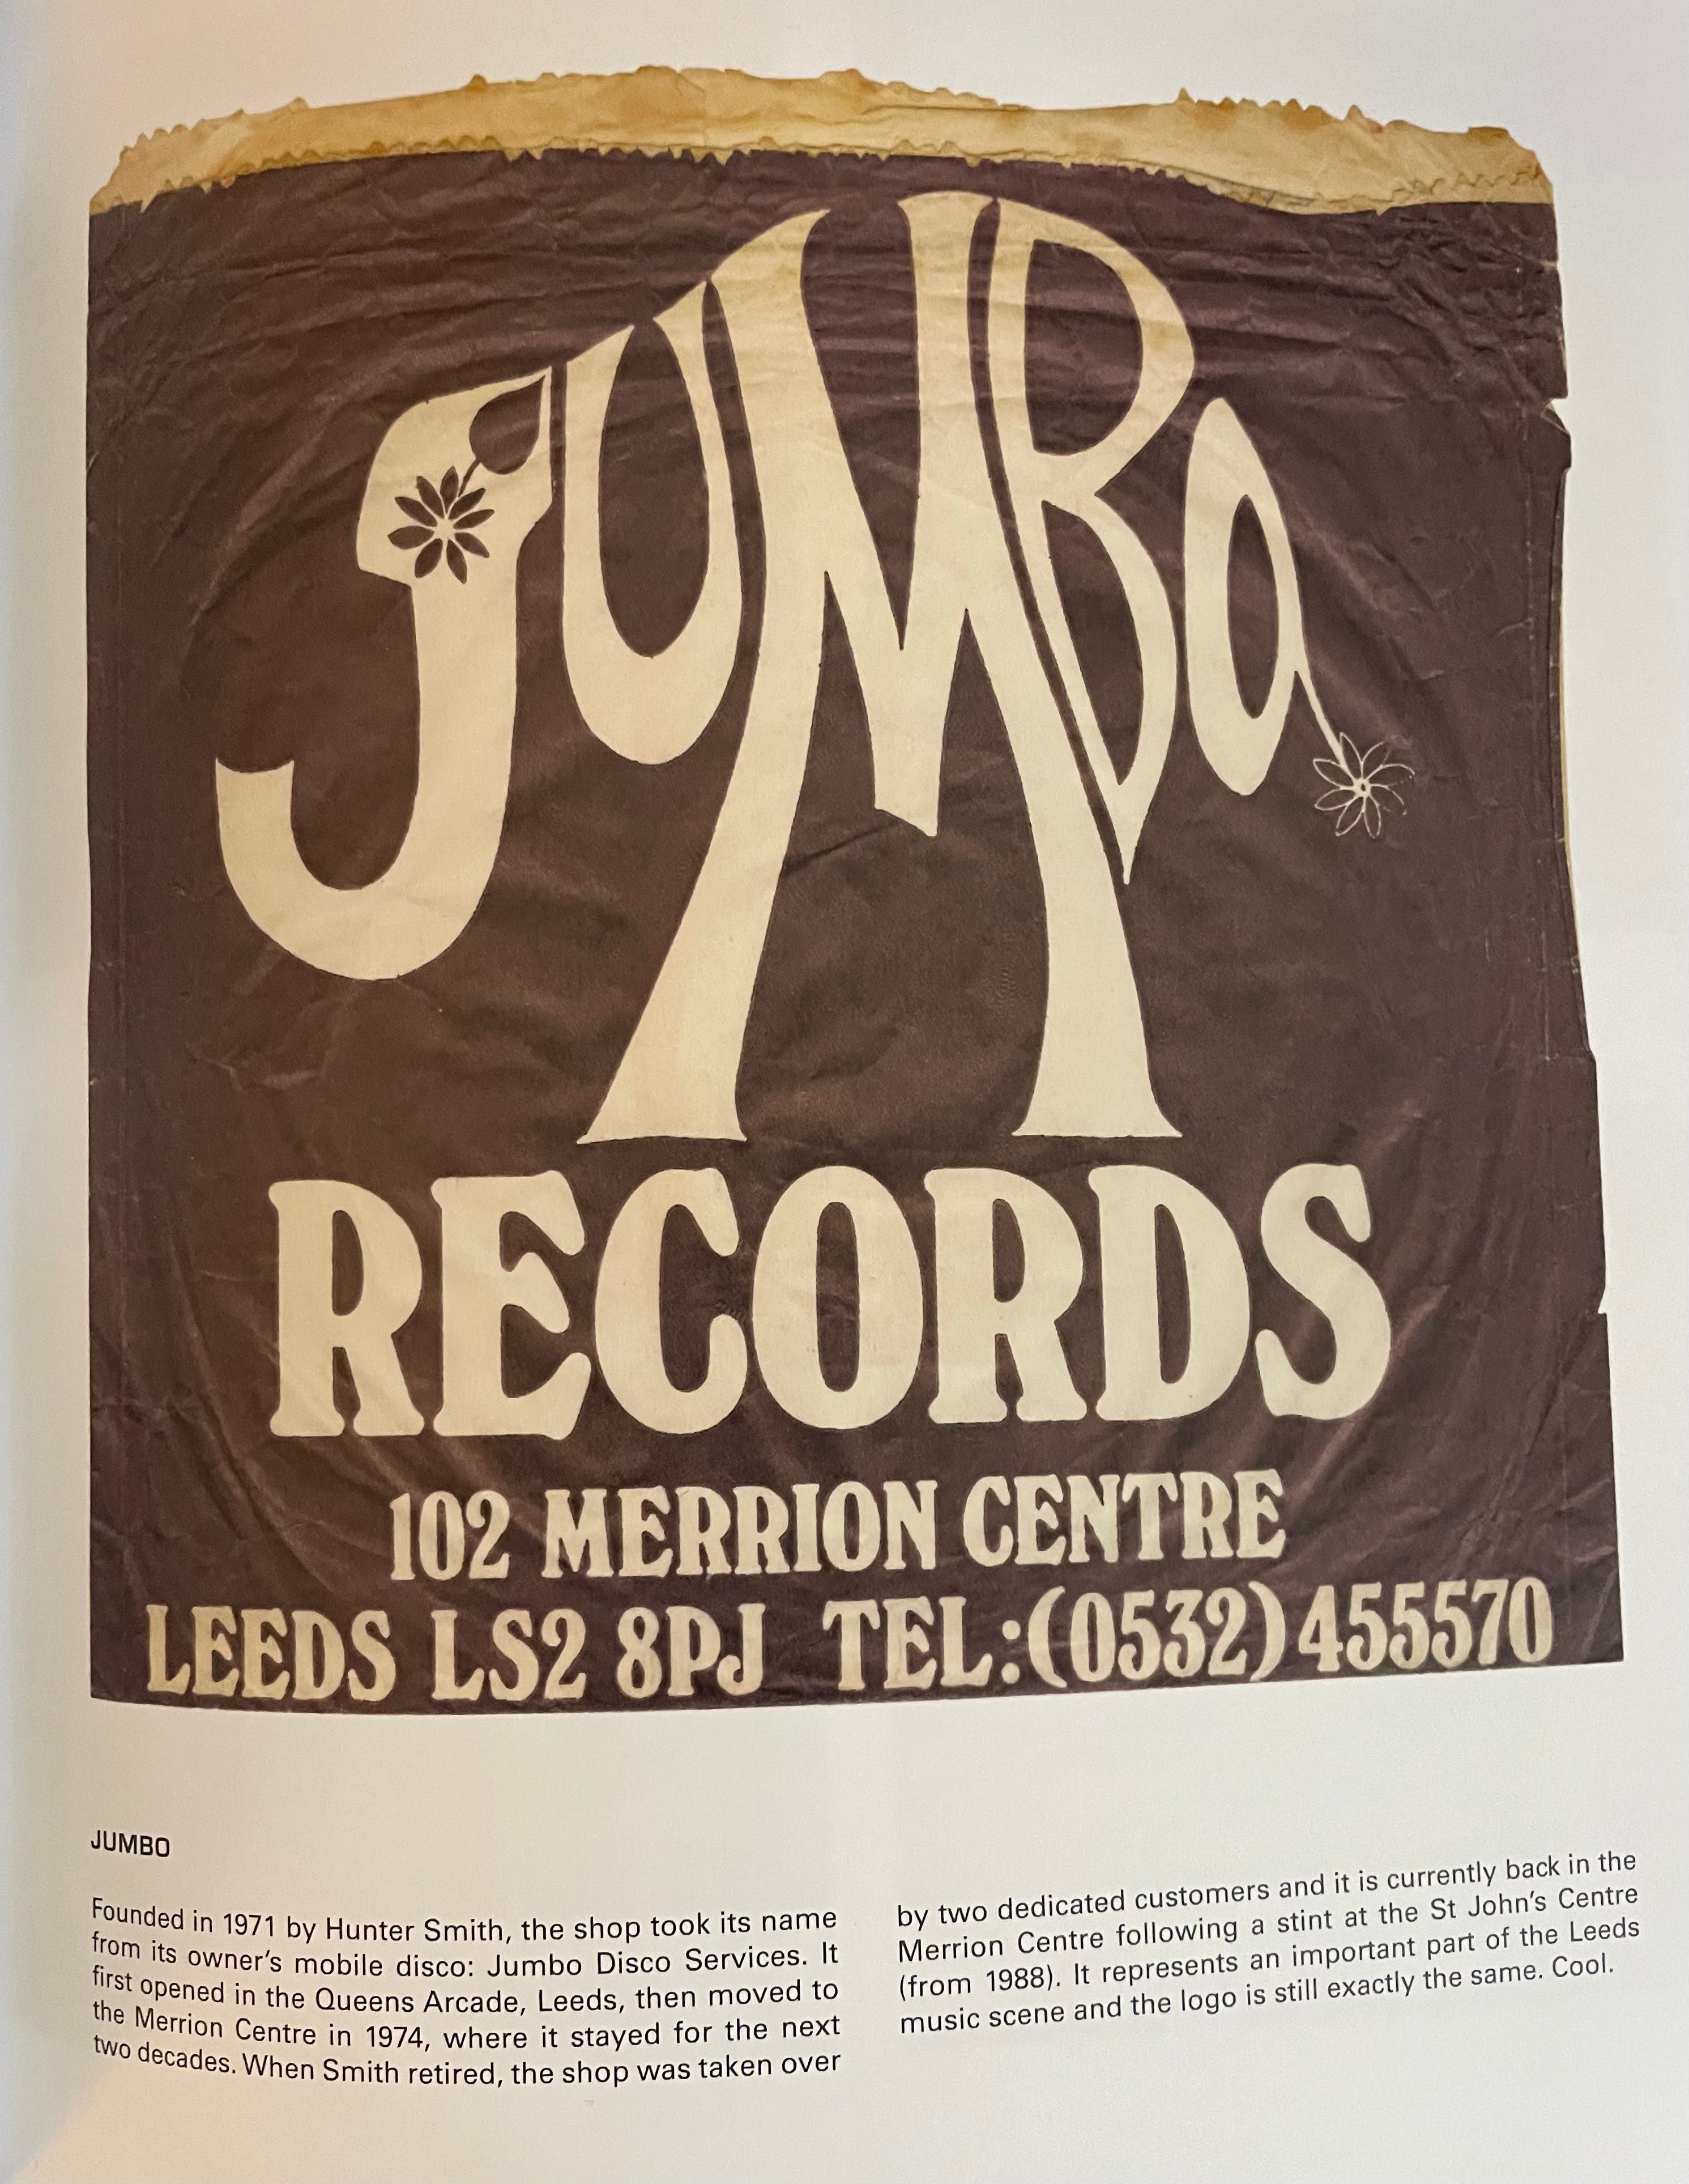 JUMBO
RECORDS
102 MERRION CENTRE
LEEDS LS2 8PJ TEL:(0532)455570
JUMBO
Founded in 1971 by Hunter Smith, the shop took its name
from its owner's mobile disco: Jumbo Disco Services. It
first opened in the Queens Arcade, Leeds, then moved to
the Merrion Centre in 1974, where it stayed for the next
two decades. When Smith retired, the shop was taken over
by two dedicated customers and it is currently back in the
Merrion Centre following a stint at the St John's Centre
(from 1988). It represents an important part of the Leeds
music scene and the logo is still exactly the same. Cool.